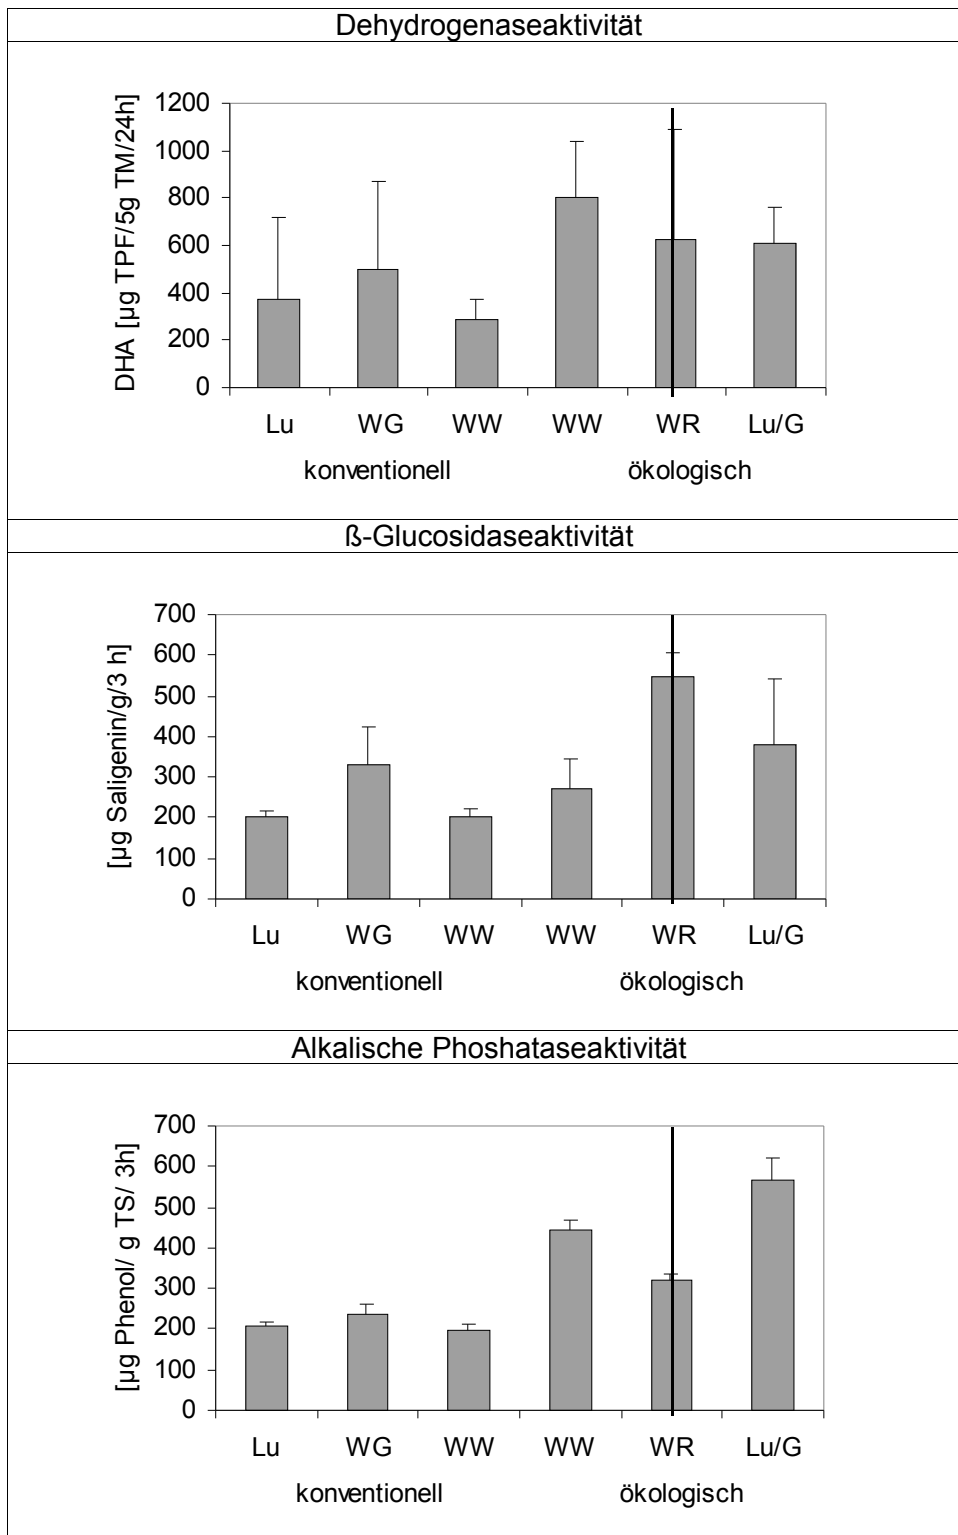 Dehydrogenaseaktivität
DHA [µg TPF/5g TM/24h]
1200
1000
800
600
400
200
0
Lu WG WW WW WR Lu/G
konventionell ökologisch
ß-Glucosidaseaktivität
[µg Saligenin/g/3 h]
700
600
500
400
300
200
100
0
Lu WG WW WW WR Lu/G
konventionell ökologisch
Alkalische Phoshataseaktivität
[µg Phenol/ g TS/ 3h]
700
600
500
400
300
200
100
0
Lu WG WW WW WR Lu/G
konventionell ökologisch